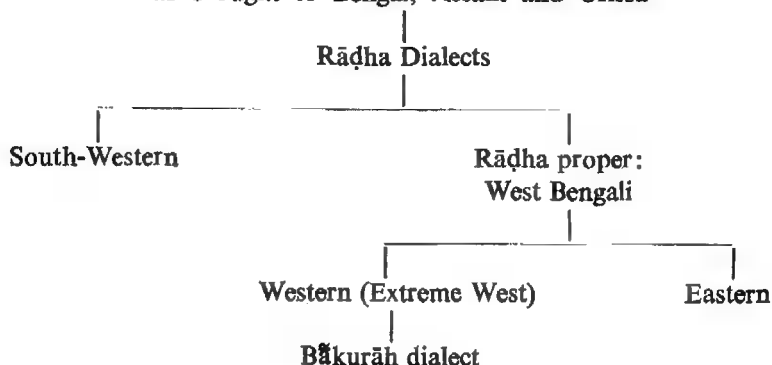 of Bengal, Assam and Orissa
Rāḍha Dialects
South-Western
Rāḍha proper:
West Bengali
Western (Extreme West)
Eastern
Bā̃kurāh dialect